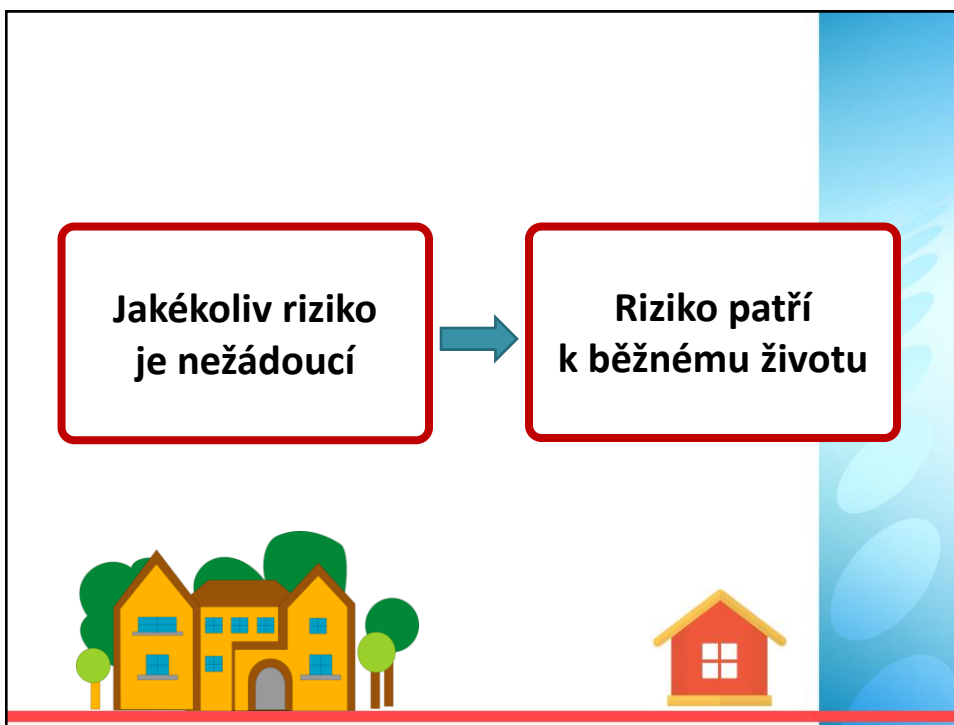 Jakékoliv riziko
je nežádoucí
Riziko patří
k běžnému životu